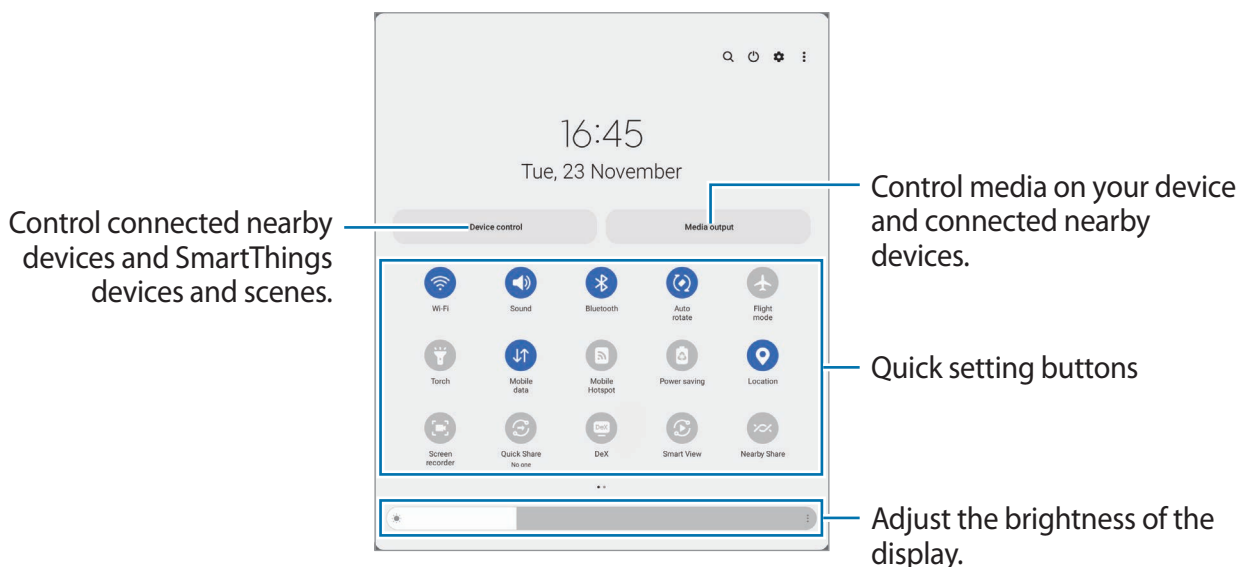 16:45
Tue, 23 November
Control connected nearby
devices and SmartThings
devices and scenes.
Device control
Media output
Control media on your device
and connected nearby
devices.
Wi-Fi
Sound
Bluetooth
Auto
rotate
Flight
mode
Torch
Mobile
data
Mobile
Hotspot
Power saving
Location
Quick setting buttons
Screen
recorder
Quick Share
No one
DeX
DeX
Smart View
Nearby Share
Adjust the brightness of the
display.